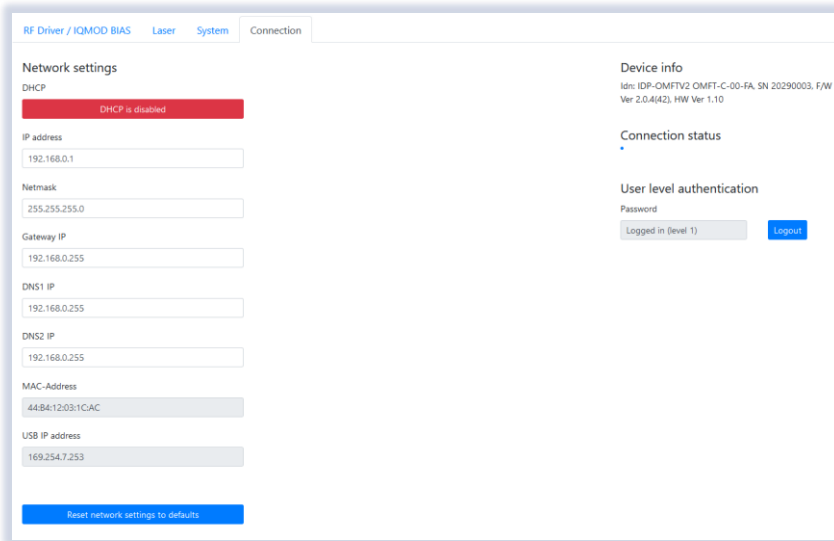 RF Driver / IQMOD BIAS Laser System Connection
Network settings
DHCP
DHCP is disabled
IP address
192.168.0.1
Netmask
255.255.255.0
Gateway IP
192.168.0.255
DNS1 IP
192.168.0.255
DNS2 IP
192.168.0.255
MAC-Address
44:B4:12:03:1C:AC
USB IP address
169.254.7.253
Reset network settings to defaults
Device info
Idn: IDP-OMFTV2 OMFT-C-00-FA, SN 20290003, F/W
Ver 2.0.4(42), HW Ver 1.10
Connection status
User level authentication
Password
Logged in (level 1) Logout